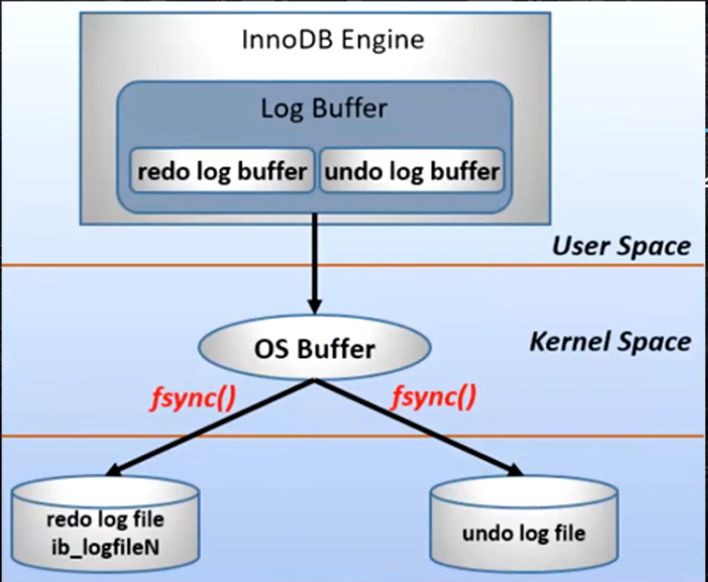 InnoDB Engine
Log Buffer
redo log buffer
undo log buffer
User Space
OS Buffer
Kernel Space
fsync()
fsync()
redo log file
ib_logfileN
undo log file